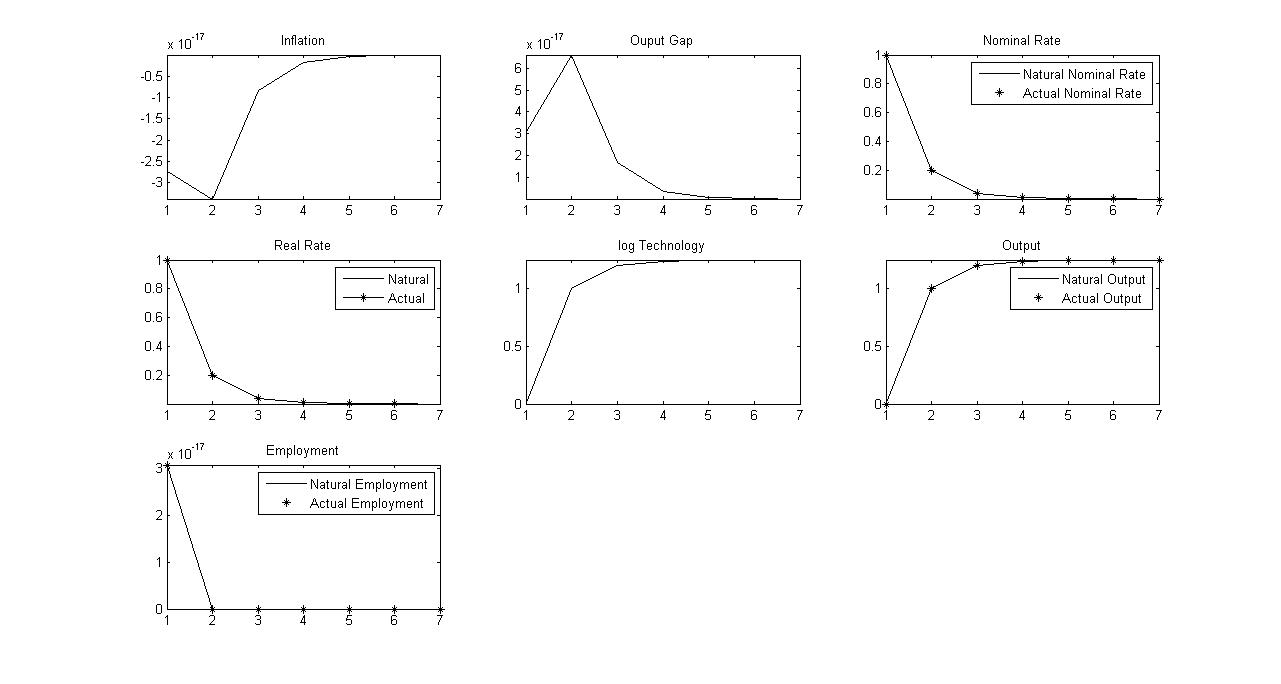 x 10^-17
Inflation
-0.5
-1
-1.5
-2
-2.5
-3
1 2 3 4 5 6 7
x 10^-17
Ouput Gap
6
5
4
3
2
1
1 2 3 4 5 6 7
Nominal Rate
1
0.8
0.6
0.4
0.2
Natural Nominal Rate
Actual Nominal Rate
1 2 3 4 5 6 7
Real Rate
1
0.8
0.6
0.4
0.2
Natural
Actual
1 2 3 4 5 6 7
log Technology
1
0.5
0
1 2 3 4 5 6 7
Output
1
0.5
0
Natural Output
Actual Output
1 2 3 4 5 6 7
x 10^-17
Employment
3
2
1
0
Natural Employment
Actual Employment
1 2 3 4 5 6 7